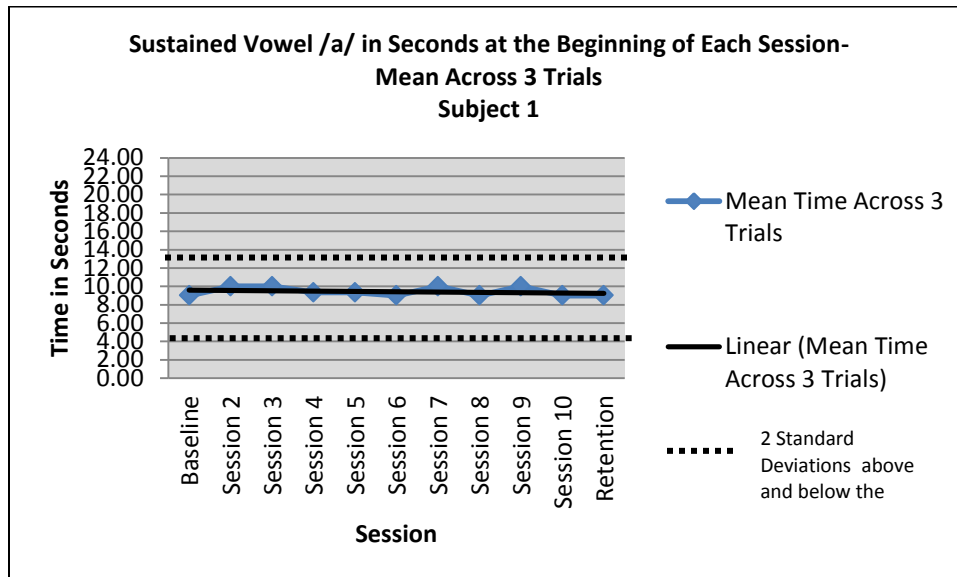 Sustained Vowel /a/ in Seconds at the Beginning of Each Session-
Mean Across 3 Trials
Subject 1
Time in Seconds
24.00
22.00
20.00
18.00
16.00
14.00
12.00
10.00
8.00
6.00
4.00
2.00
0.00
Baseline
Session 2
Session 3
Session 4
Session 5
Session 6
Session 7
Session 8
Session 9
Session 10
Retention
Session
Mean Time Across 3
Trials
Linear (Mean Time
Across 3 Trials)
2 Standard
Deviations above
and below the